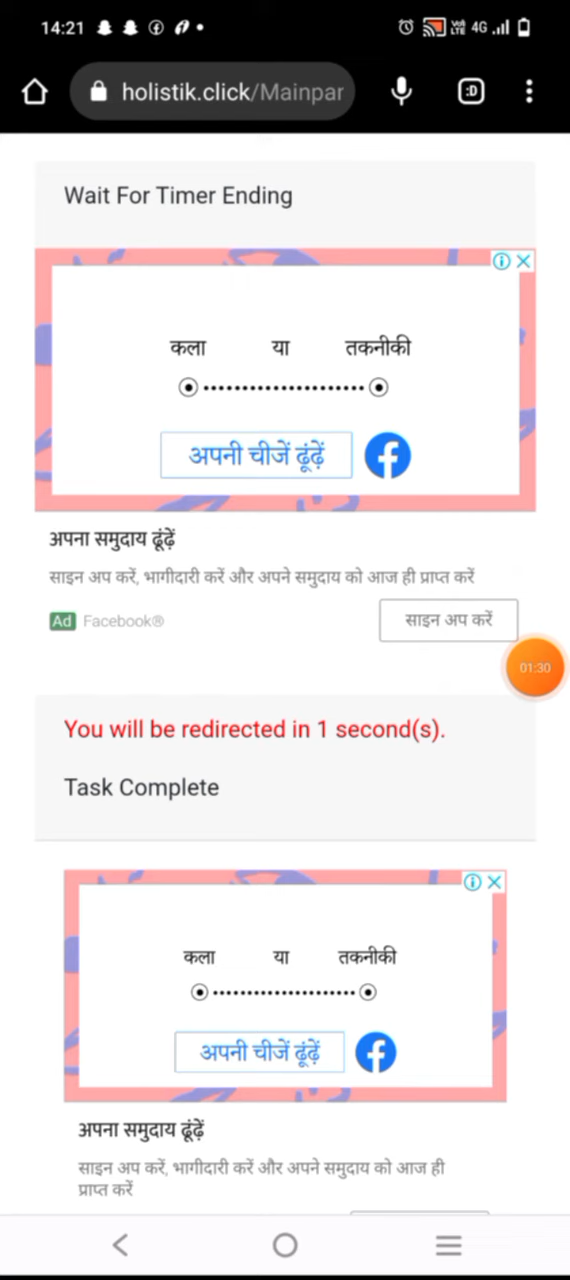 14:21
4G
:D
holistik.click/Mainpar
Wait For Timer Ending
कला या तकनीकी
अपनी चीजें ढूंढ़ें
अपना समुदाय ढूंढ़ें
साइन अप करें, भागीदारी करें और अपने समुदाय को आज ही प्राप्त करें
Ad Facebook®
साइन अप करें
01:30
You will be redirected in 1 second(s).
Task Complete
कला या तकनीकी
अपनी चीजें ढूंढ़ें
अपना समुदाय ढूंढ़ें
साइन अप करें, भागीदारी करें और अपने समुदाय को आज ही
प्राप्त करें